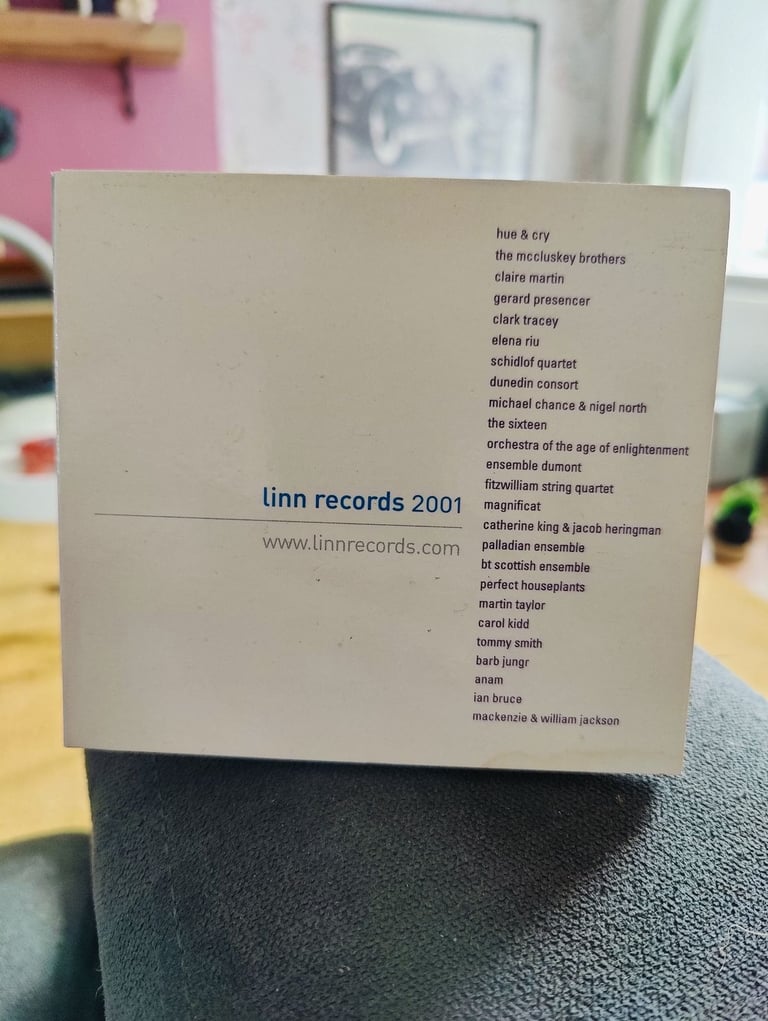 linn records 2001
www.linnrecords.com
hue & cry
the mccluskey brothers
claire martin
gerard presencer
clark tracey
elena riu
schidlof quartet
dunedin consort
michael chance & nigel north
the sixteen
orchestra of the age of enlightenment
ensemble dumont
fitzwilliam string quartet
magnificat
catherine king & jacob heringman
palladian ensemble
bt scottish ensemble
perfect houseplants
martin taylor
carol kidd
tommy smith
barb jungr
anam
ian bruce
mackenzie & william jackson